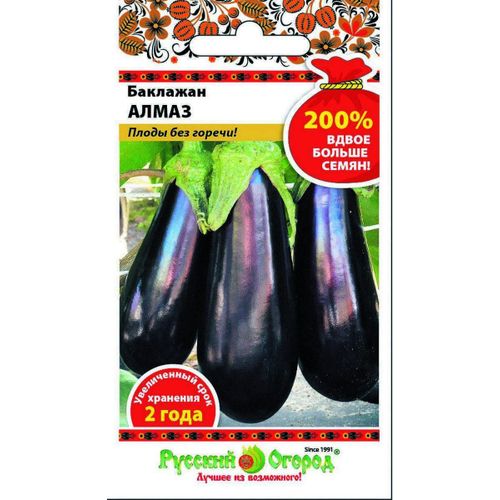 Баклажан
АЛМАЗ
Плоды без горечи!
200%
ВДВОЕ
БОЛЬШЕ
СЕМЯН!
Увеличенный срок
хранения
2 года
Since 1991
Русский Огород
Лучшее из возможного!